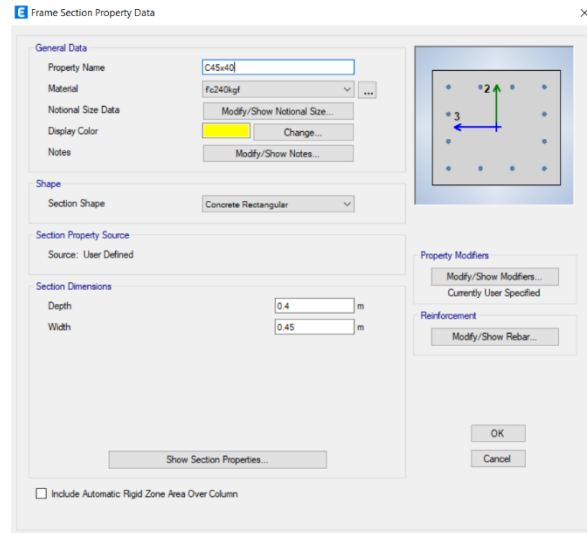 E Frame Section Property Data
General Data
Property Name C45x40
Material f'c240kgf ...
Notional Size Data Modify/Show Notional Size...
Display Color Change...
Notes Modify/Show Notes...
Shape
Section Shape Concrete Rectangular
Section Property Source
Source: User Defined
Section Dimensions
Depth 0.4 m
Width 0.45 m
Show Section Properties...
Include Automatic Rigid Zone Area Over Column
2
3
Property Modifiers
Modify/Show Modifiers...
Currently User Specified
Reinforcement
Modify/Show Rebar...
OK
Cancel